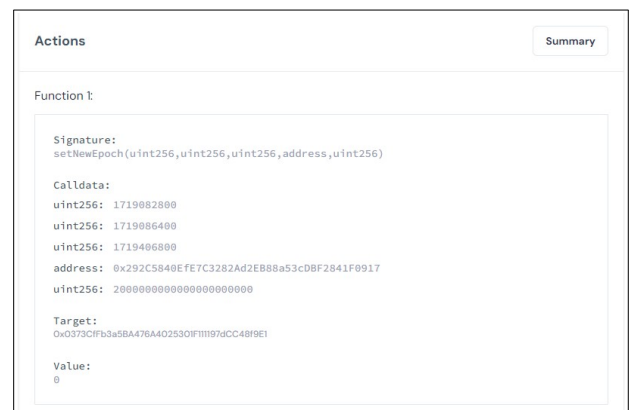 Actions
Summary
Function 1:
Signature:
setNewEpoch(uint256,uint256,uint256,address,uint256)
Calldata:
uint256: 1719082800
uint256: 1719086400
uint256: 1719406800
address: 0x292C5840EfE7C3282Ad2EB88a53cDBF2841F0917
uint256: 2000000000000000000000
Target:
0x0373CfFb3a5BA476A4025301F111197dCC48f9E1
Value:
0